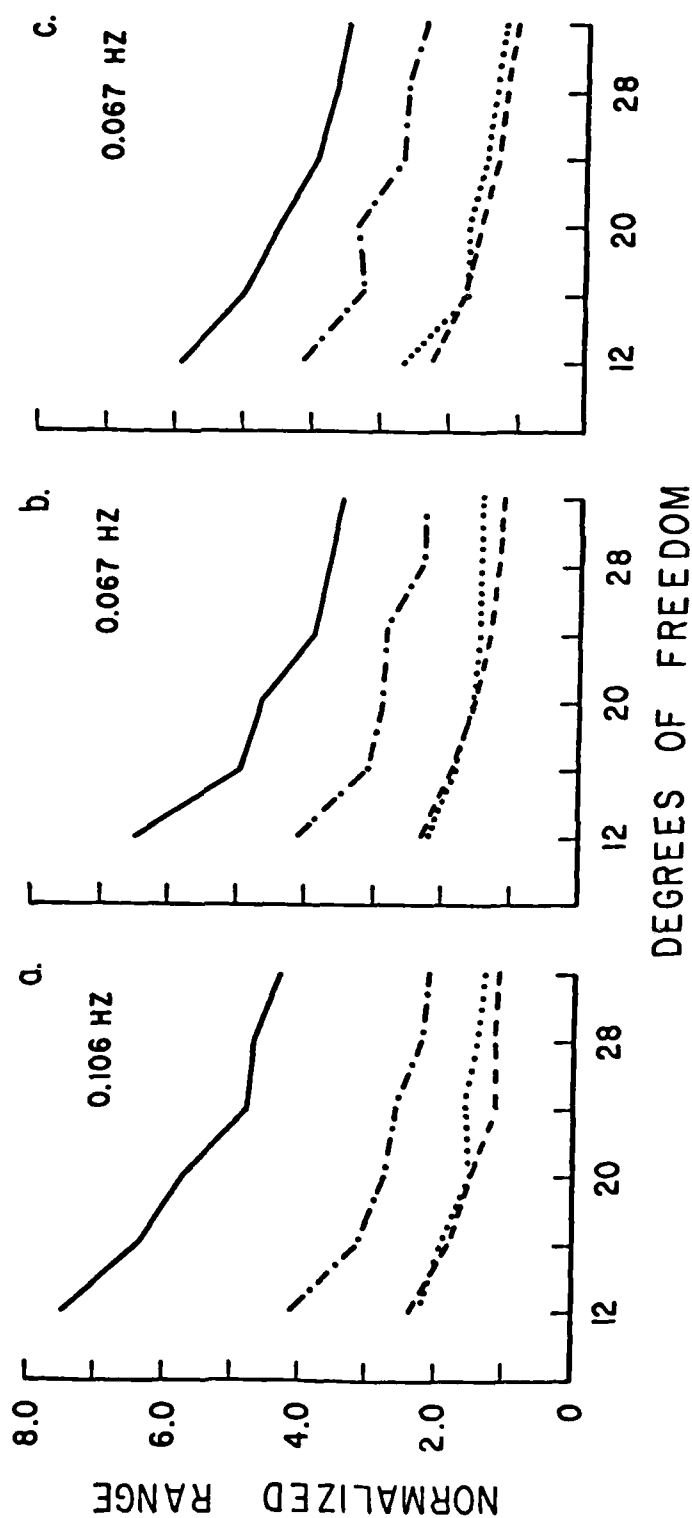 a.
0.106 HZ
b.
0.067 HZ
c.
0.067 HZ
8.0
6.0
4.0
2.0
0
NORMALIZED RANGE
12 20 28
12 20 28
12 20 28
DEGREES OF FREEDOM